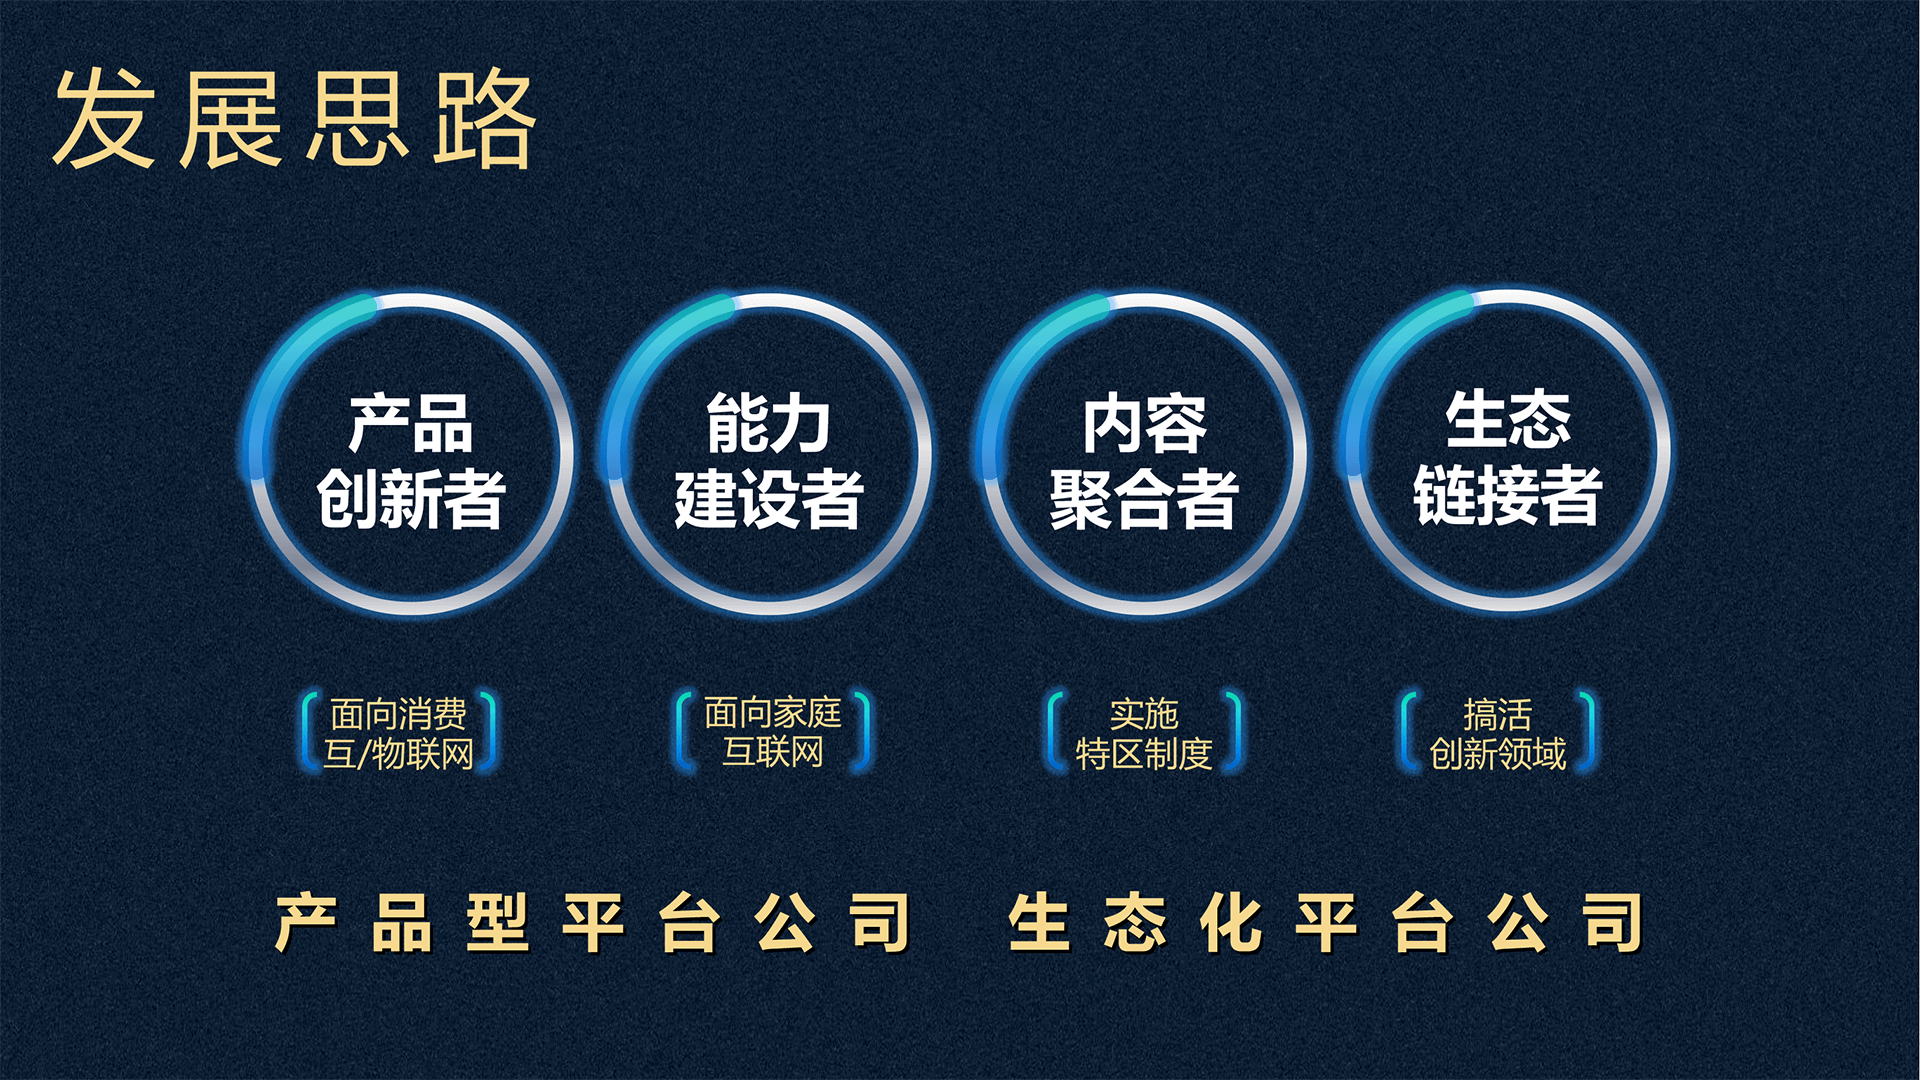 发展思路
产品
创新者
能力
建设者
内容
聚合者
生态
链接者
面向消费
互/物联网
面向家庭
互联网
实施
特区制度
搞活
创新领域
产品型平台公司
生态化平台公司